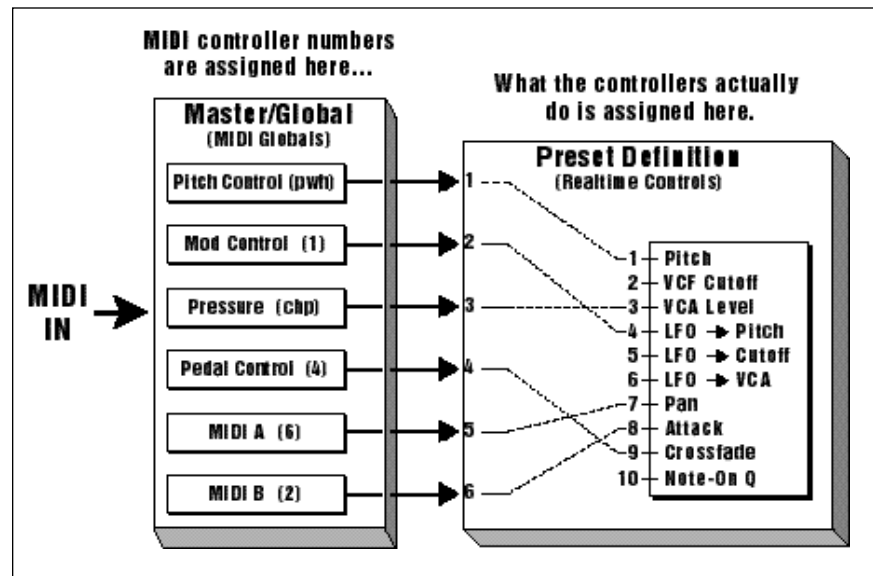 MIDI controller numbers
are assigned here...
What the controllers actually
do is assigned here.
Master/Global
(MIDI Globals)
Pitch Control (pwh)
Mod Control (1)
Pressure (chp)
Pedal Control (4)
MIDI A (6)
MIDI B (2)
MIDI
IN
1
2
3
4
5
6
Preset Definition
(Realtime Controls)
1 Pitch
2 VCF Cutoff
3 VCA Level
4 LFO → Pitch
5 LFO → Cutoff
6 LFO → VCA
7 Pan
8 Attack
9 Crossfade
10 Note-On Q